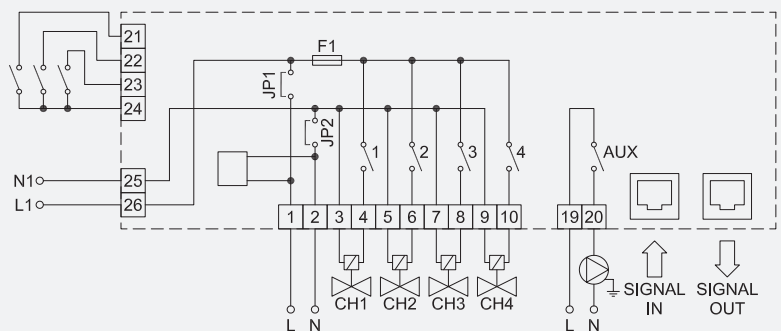 21
22
23
24
F1
JP1
JP2
1
2
3
4
AUX
N1
25
L1
26
1 2 3 4 5 6 7 8 9 10 19 20
CH1 CH2 CH3 CH4
SIGNAL IN
SIGNAL OUT
L N
L N